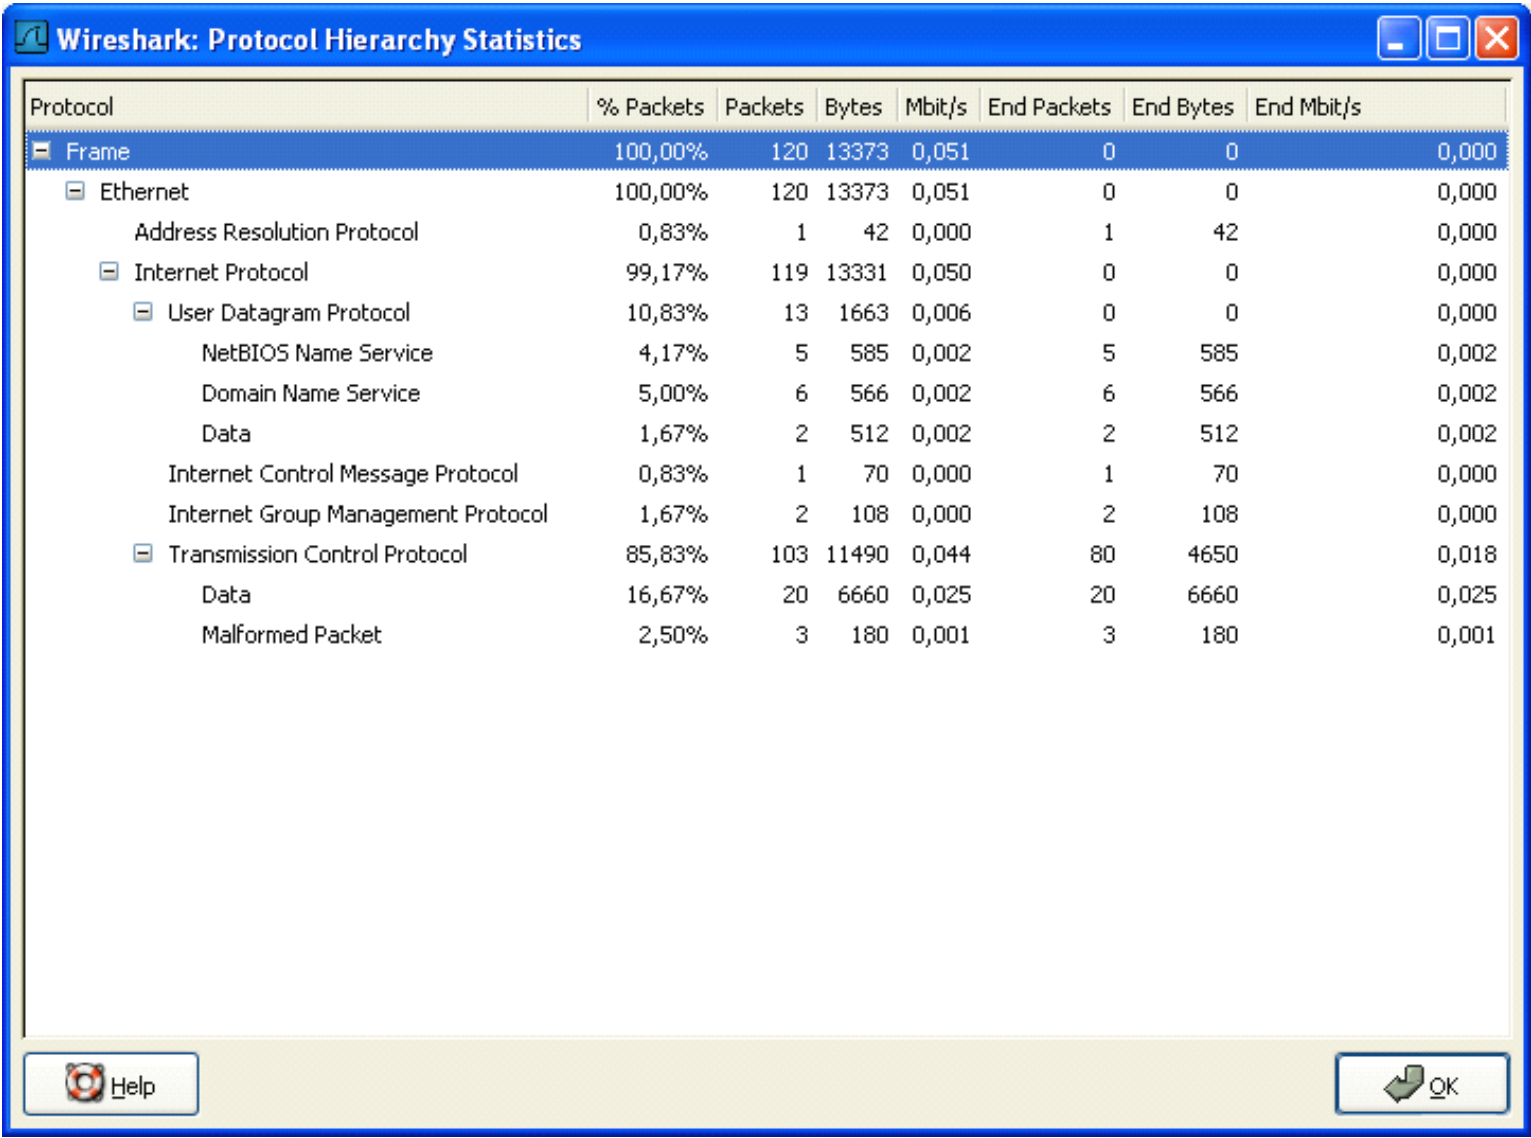 Wireshark: Protocol Hierarchy Statistics
Protocol % Packets Packets Bytes Mbit/s End Packets End Bytes End Mbit/s
Frame 100,00% 120 13373 0,051 0 0 0,000
Ethernet 100,00% 120 13373 0,051 0 0 0,000
Address Resolution Protocol 0,83% 1 42 0,000 1 42 0,000
Internet Protocol 99,17% 119 13331 0,050 0 0 0,000
User Datagram Protocol 10,83% 13 1663 0,006 0 0 0,000
NetBIOS Name Service 4,17% 5 585 0,002 5 585 0,002
Domain Name Service 5,00% 6 566 0,002 6 566 0,002
Data 1,67% 2 512 0,002 2 512 0,002
Internet Control Message Protocol 0,83% 1 70 0,000 1 70 0,000
Internet Group Management Protocol 1,67% 2 108 0,000 2 108 0,000
Transmission Control Protocol 85,83% 103 11490 0,044 80 4650 0,018
Data 16,67% 20 6660 0,025 20 6660 0,025
Malformed Packet 2,50% 3 180 0,001 3 180 0,001
Help OK